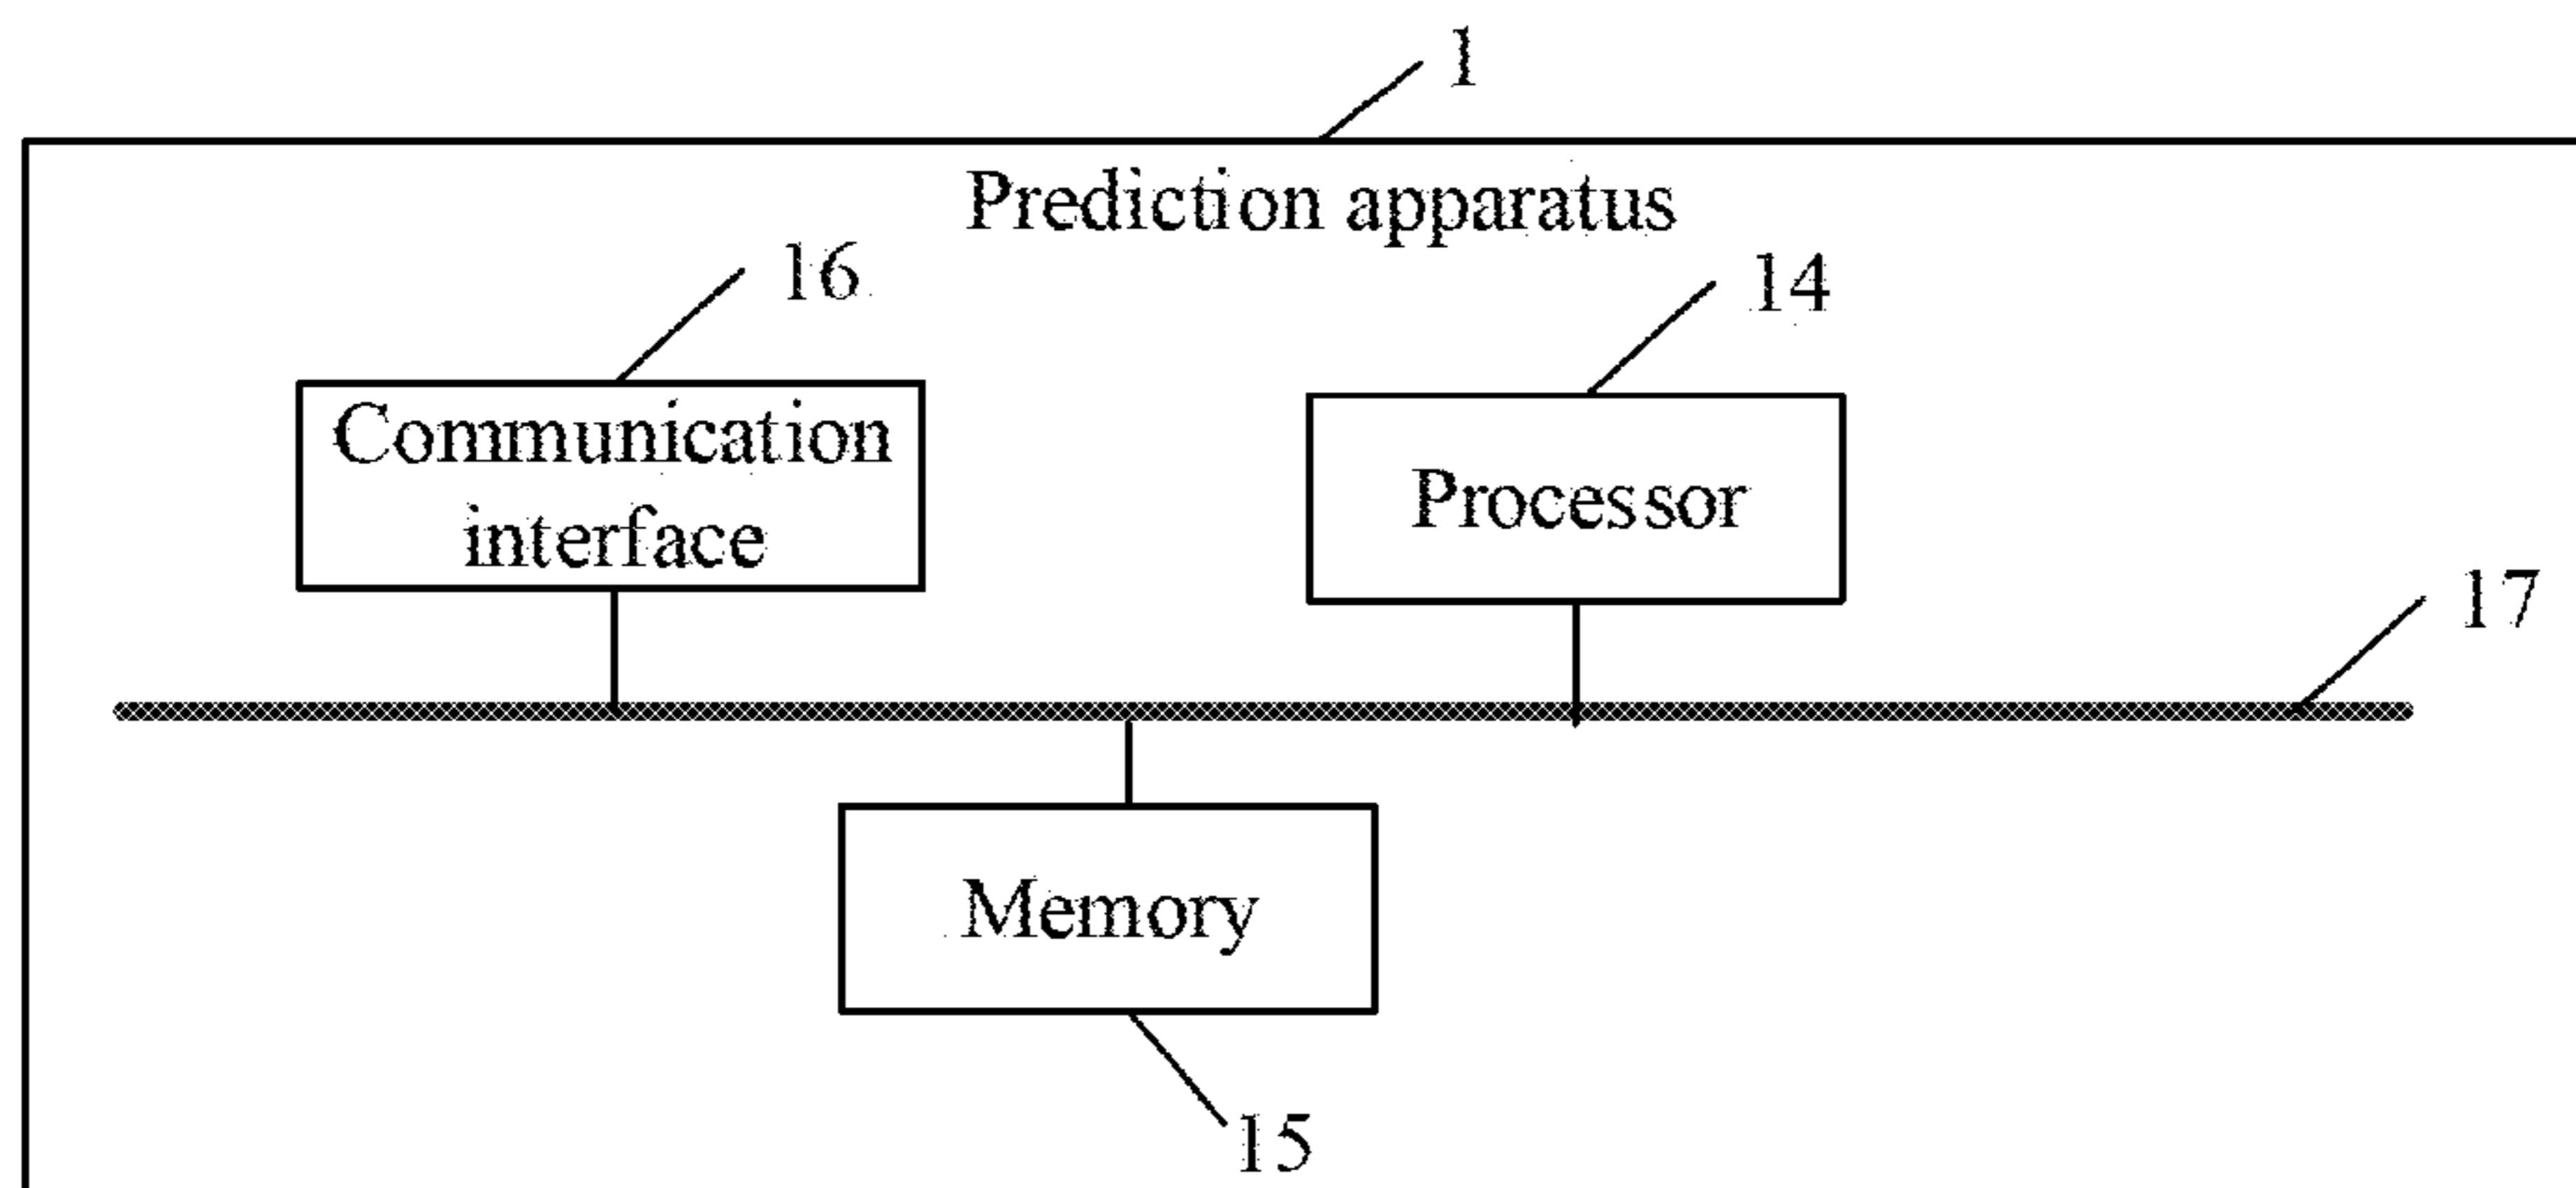 1
Prediction apparatus
16
14
Communication
interface
Processor
17
Memory
15